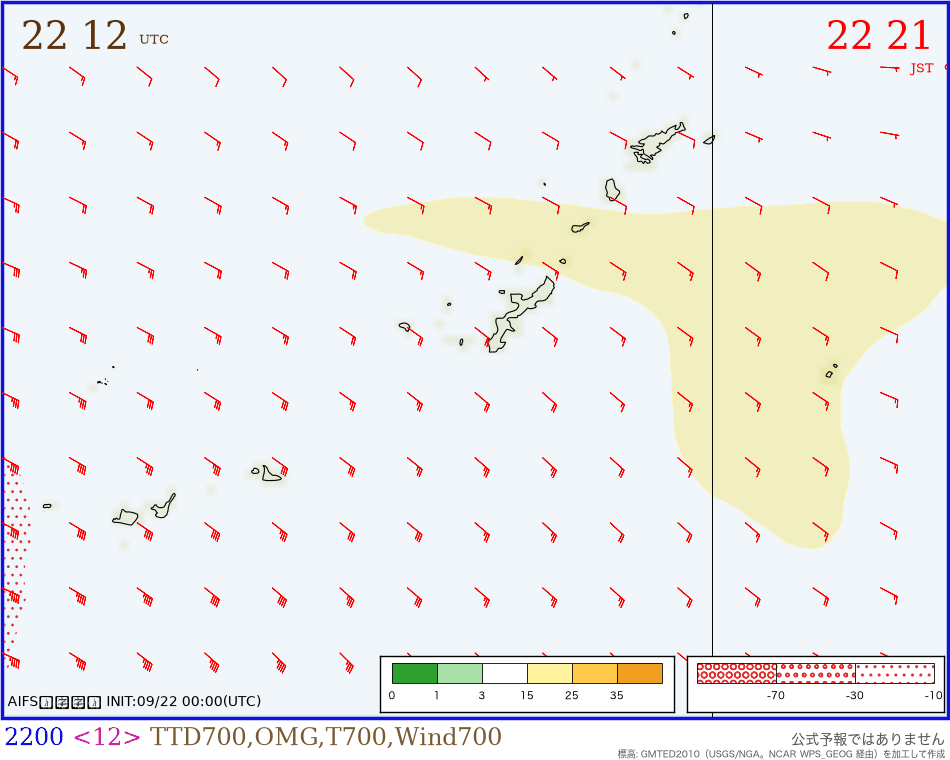 22 12 UTC
22 21
JST
0 1 3 15 25 35
-70 -30 -10
AIFS INIT:09/22 00:00(UTC)
2200 <12> TTD700,OMG,T700,Wind700
公式予報ではありません
標高: GMTED2010（USGS/NGA。NCAR WPS_GEOG 経由）を加工して作成